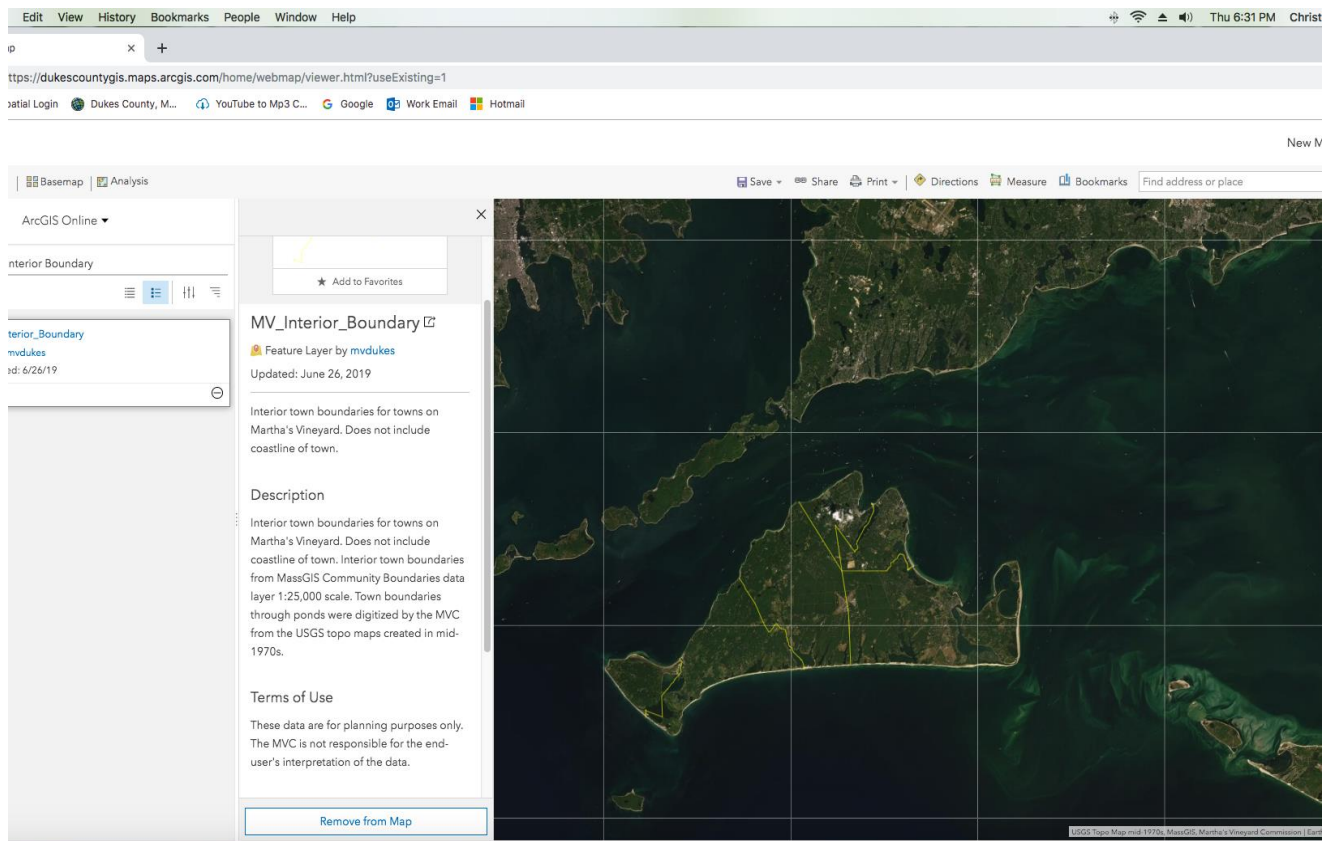 Edit View History Bookmarks People Window Help Thu 6:31 PM Christ
ap × +
ttps://dukescountygis.maps.arcgis.com/home/webmap/viewer.html?useExisting=1
patial Login Dukes County, M... YouTube to Mp3 C... Google Work Email Hotmail
New M
Basemap Analysis Save Share Print Directions Measure Bookmarks Find address or place
ArcGIS Online
nterior Boundary
terior_Boundary
mvdukes
ed: 6/26/19
Add to Favorites
MV_Interior_Boundary
Feature Layer by mvdukes
Updated: June 26, 2019
Interior town boundaries for towns on
Martha's Vineyard. Does not include
coastline of town.
Description
Interior town boundaries for towns on
Martha's Vineyard. Does not include
coastline of town. Interior town boundaries
from MassGIS Community Boundaries data
layer 1:25,000 scale. Town boundaries
through ponds were digitized by the MVC
from the USGS topo maps created in mid-
1970s.
Terms of Use
These data are for planning purposes only.
The MVC is not responsible for the end-
user's interpretation of the data.
Remove from Map
USGS Topo Map mid-1970s, MassGIS, Martha's Vineyard Commission | Eart